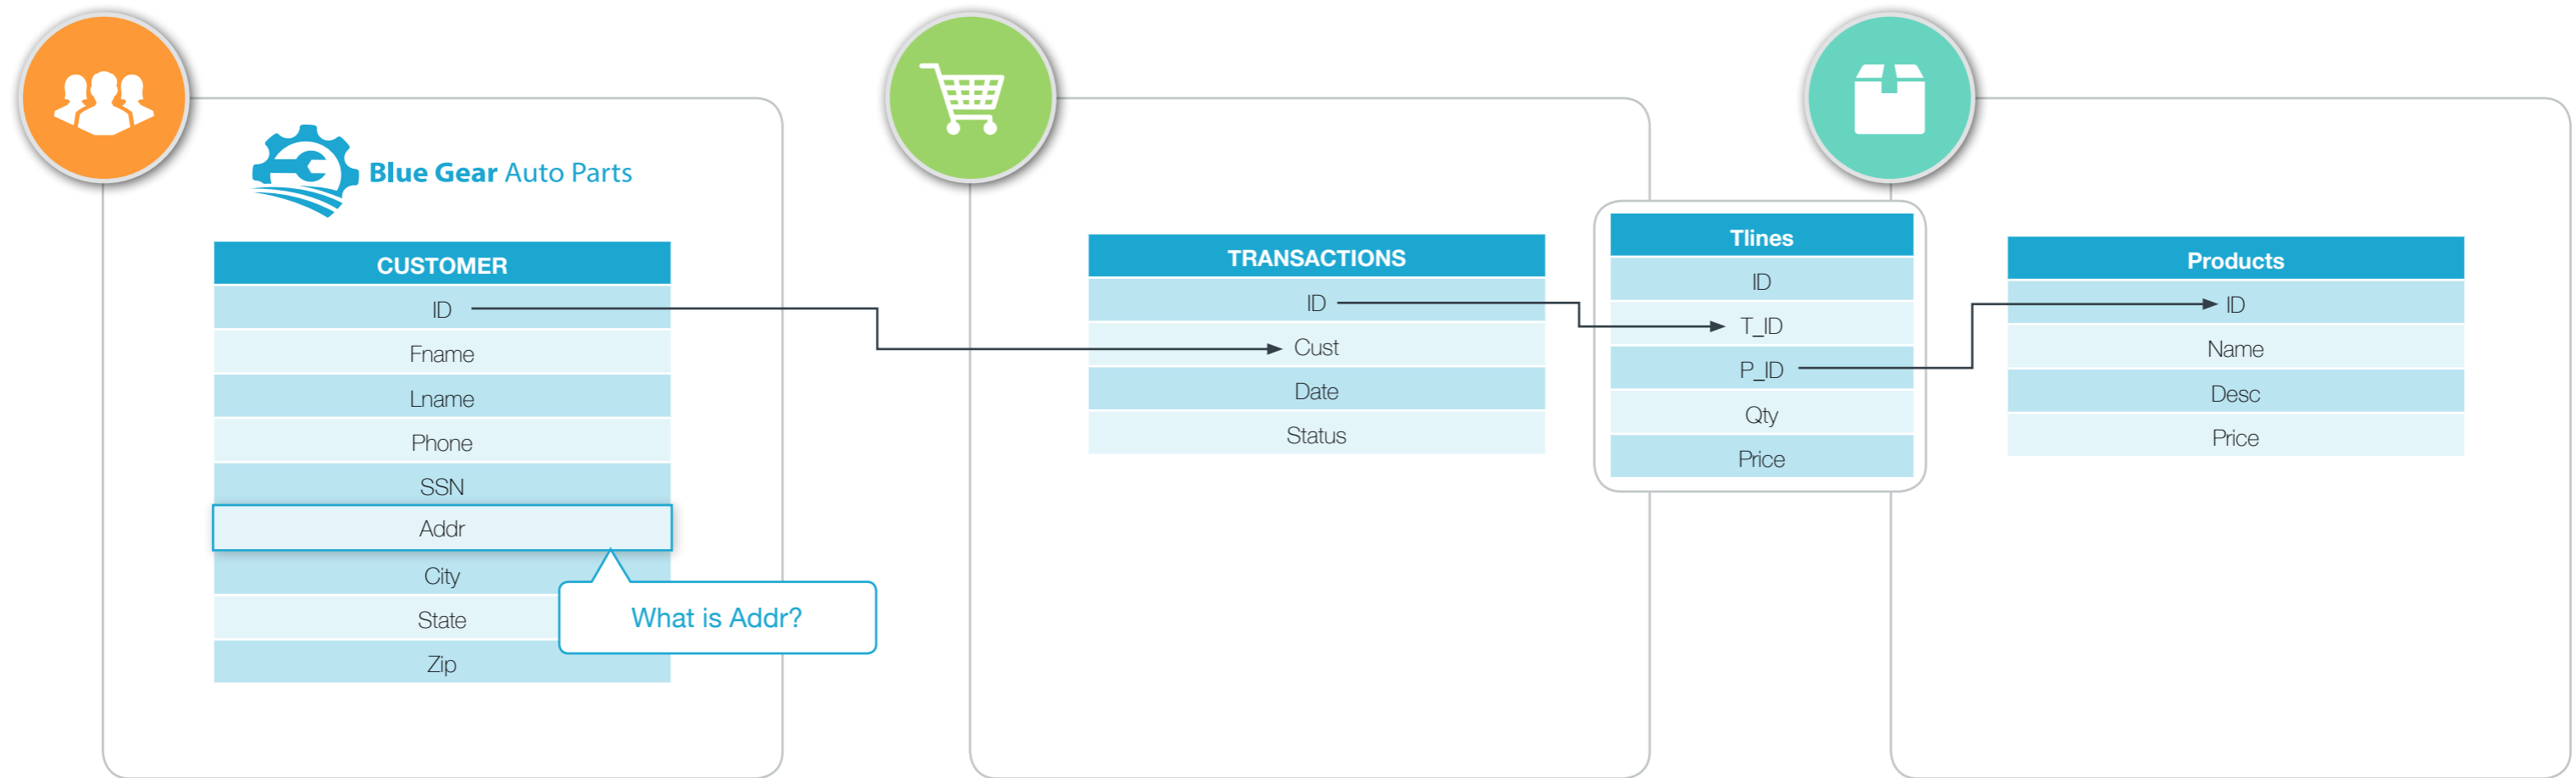 Blue Gear Auto Parts
CUSTOMER
ID
Fname
Lname
Phone
SSN
Addr
City
State
Zip
What is Addr?
TRANSACTIONS
ID
Cust
Date
Status
Tlines
ID
T_ID
P_ID
Qty
Price
Products
ID
Name
Desc
Price